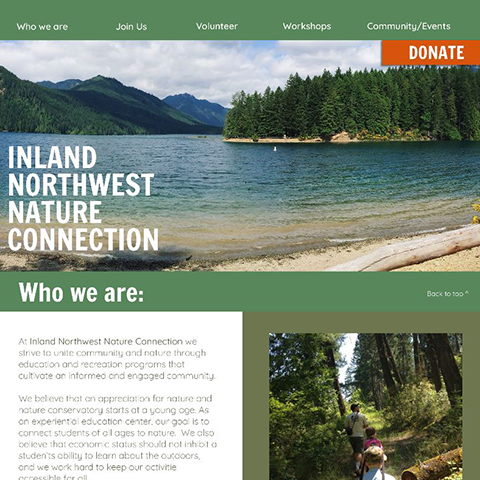 Who we are
Join Us
Volunteer
Workshops
Community/Events
DONATE
INLAND
NORTHWEST
NATURE
CONNECTION
Who we are:
Back to top ^
At Inland Northwest Nature Connection we
strive to unite community and nature through
education and recreation programs that
cultivate an informed and engaged community.
We believe that an appreciation for nature and
nature conservatory starts at a young age. As
an experiential education center, our goal is to
connect students of all ages to nature. We also
believe that economic status should not inhibit a
student's ability to learn about the outdoors,
and we work hard to keep our activitie
accessible for all.